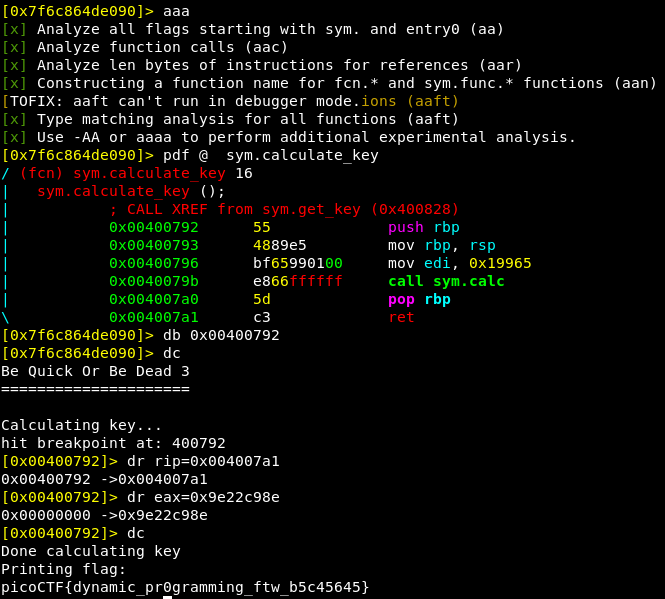 [0x7f6c864de090]> aaa
[x] Analyze all flags starting with sym. and entry0 (aa)
[x] Analyze function calls (aac)
[x] Analyze len bytes of instructions for references (aar)
[x] Constructing a function name for fcn.* and sym.func.* functions (aan)
[TOFIX: aaft can't run in debugger mode.ions (aaft)
[x] Type matching analysis for all functions (aaft)
[x] Use -AA or aaaa to perform additional experimental analysis.
[0x7f6c864de090]> pdf @  sym.calculate_key
/ (fcn) sym.calculate_key 16
|   sym.calculate_key ();
|           ; CALL XREF from sym.get_key (0x400828)
|           0x00400792      55             push rbp
|           0x00400793      4889e5         mov rbp, rsp
|           0x00400796      bf65990100     mov edi, 0x19965
|           0x0040079b      e866ffffff     call sym.calc
|           0x004007a0      5d             pop rbp
\           0x004007a1      c3             ret
[0x7f6c864de090]> db 0x00400792
[0x7f6c864de090]> dc
Be Quick Or Be Dead 3
=====================
Calculating key...
hit breakpoint at: 400792
[0x00400792]> dr rip=0x004007a1
0x00400792 ->0x004007a1
[0x00400792]> dr eax=0x9e22c98e
0x00000000 ->0x9e22c98e
[0x00400792]> dc
Done calculating key
Printing flag:
picoCTF{dynamic_pr0gramming_ftw_b5c45645}